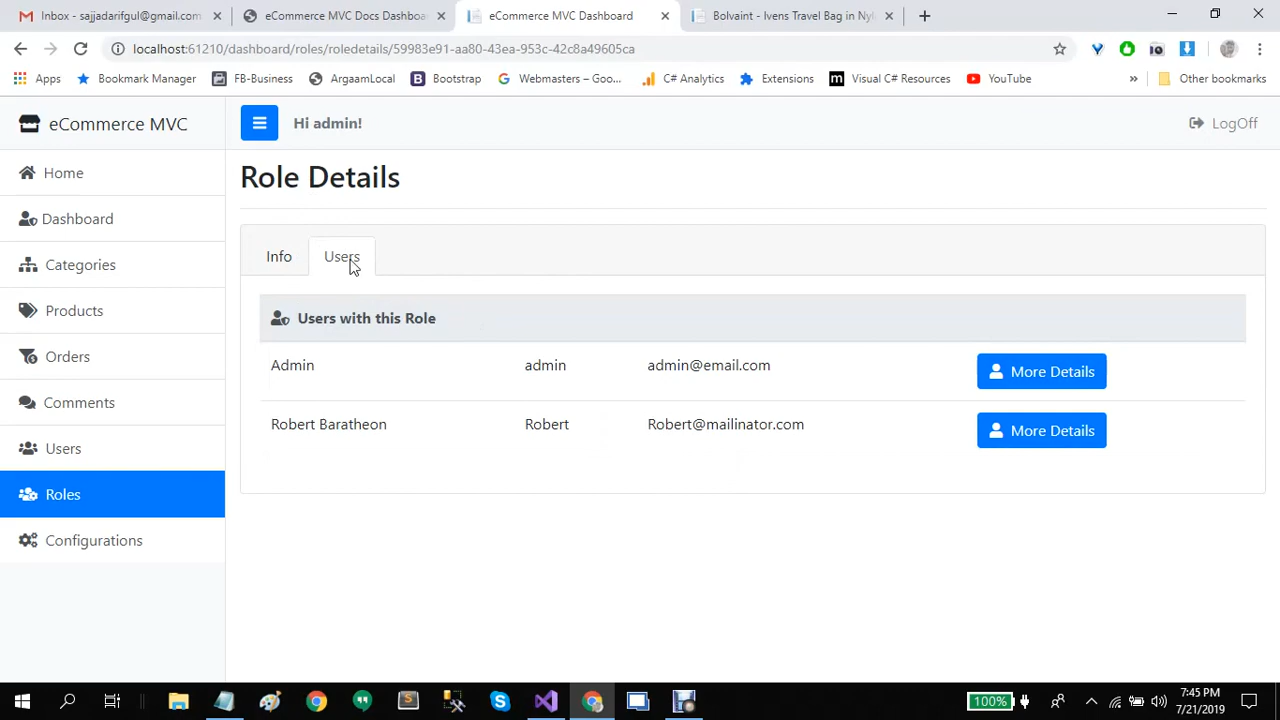 Inbox - sajjadarifgul@gmail.com
eCommerce MVC Docs Dashboa
eCommerce MVC Dashboard
Bolvaint - Ivens Travel Bag in Nyl
localhost:61210/dashboard/roles/roledetails/59983e91-aa80-43ea-953c-42c8a49605ca
Apps
Bookmark Manager
FB-Business
ArgaamLocal
Bootstrap
Webmasters – Goo...
C# Analytics
Extensions
Visual C# Resources
YouTube
»
Other bookmarks
eCommerce MVC
Hi admin!
LogOff
Home
Dashboard
Categories
Products
Orders
Comments
Users
Roles
Configurations
Role Details
Info
Users
Users with this Role
Admin admin admin@email.com More Details
Robert Baratheon Robert Robert@mailinator.com More Details
100%
7:45 PM
7/21/2019